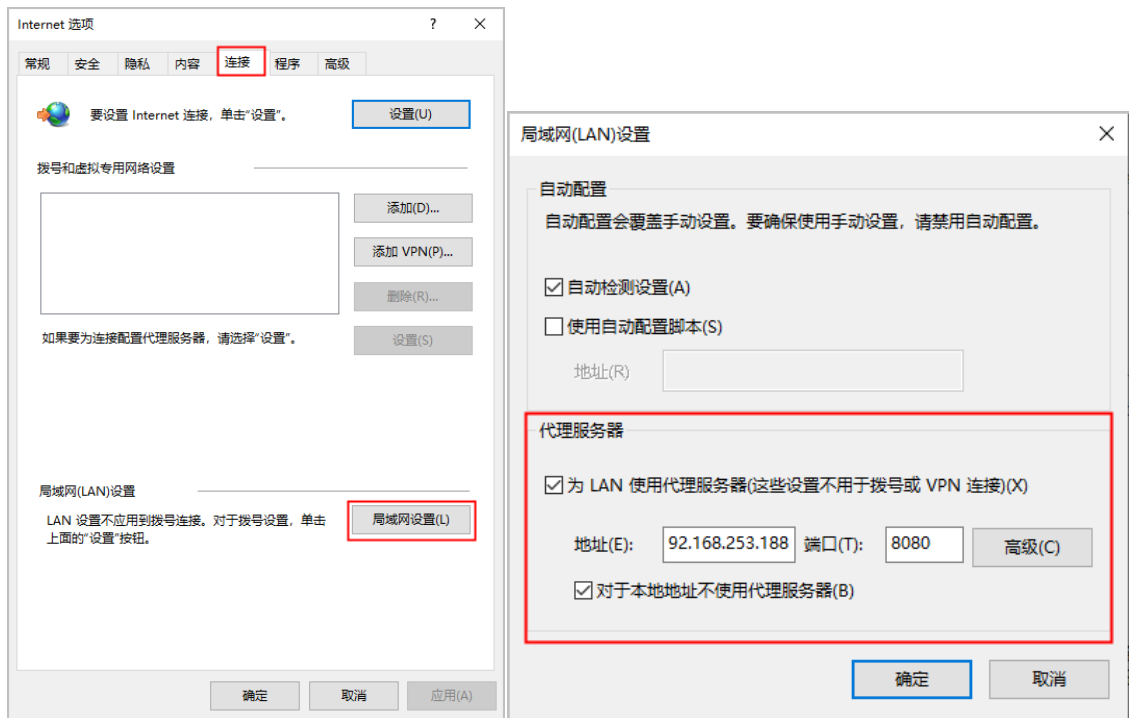 Internet 选项
?
常规 安全 隐私 内容 连接 程序 高级
要设置 Internet 连接，单击“设置”。
设置(U)
拨号和虚拟专用网络设置
添加(D)...
添加 VPN(P)...
删除(R)...
如果要为连接配置代理服务器，请选择“设置”。
设置(S)
局域网(LAN)设置
LAN 设置不应用到拨号连接。对于拨号设置，单击
上面的“设置”按钮。
局域网设置(L)
确定 取消 应用(A)
局域网(LAN)设置
自动配置
自动配置会覆盖手动设置。要确保使用手动设置，请禁用自动配置。
自动检测设置(A)
使用自动配置脚本(S)
地址(R)
代理服务器
为 LAN 使用代理服务器(这些设置不用于拨号或 VPN 连接)(X)
地址(E): 92.168.253.188 端口(T): 8080 高级(C)
对于本地地址不使用代理服务器(B)
确定 取消